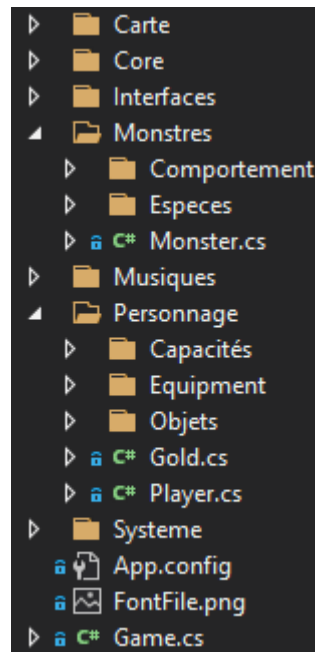 Carte
Core
Interfaces
Monstres
Comportement
Especes
C# Monster.cs
Musiques
Personnage
Capacités
Equipment
Objets
C# Gold.cs
C# Player.cs
Systeme
App.config
FontFile.png
C# Game.cs